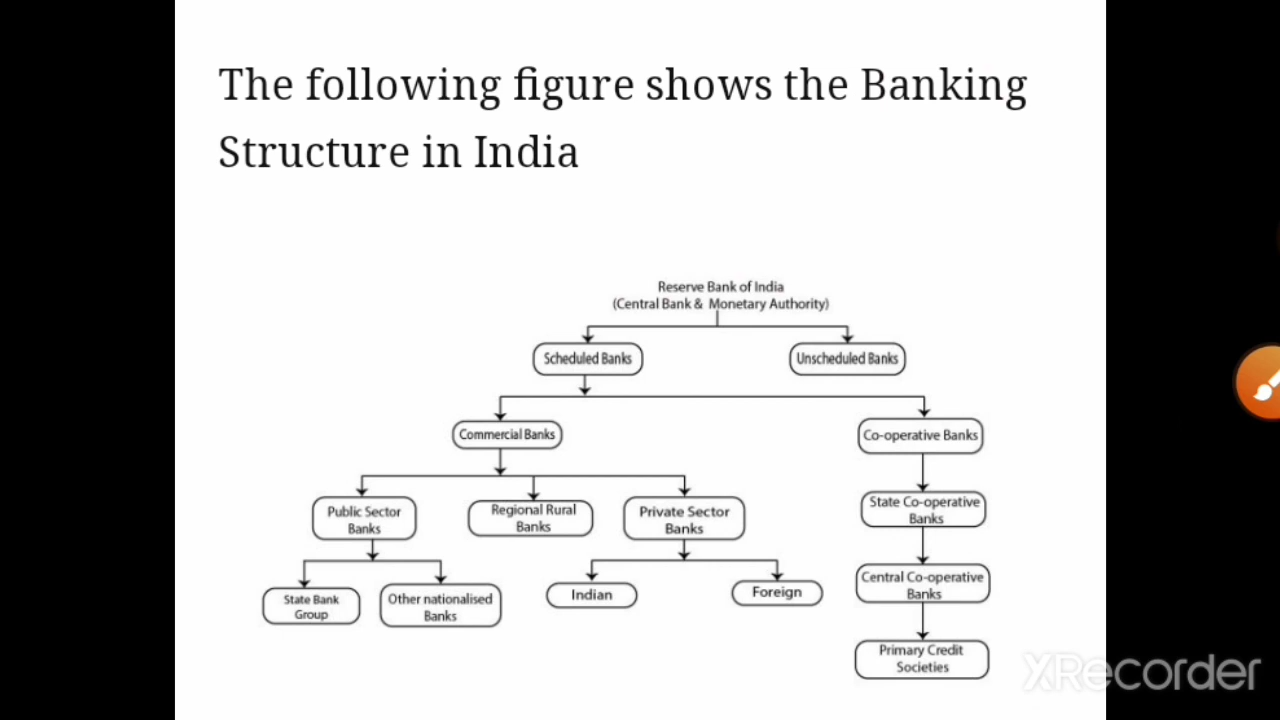 The following figure shows the Banking
Structure in India
Reserve Bank of India
(Central Bank & Monetary Authority)
Scheduled Banks
Unscheduled Banks
Commercial Banks
Co-operative Banks
Public Sector
Banks
Regional Rural
Banks
Private Sector
Banks
State Co-operative
Banks
State Bank
Group
Other nationalised
Banks
Indian
Foreign
Central Co-operative
Banks
Primary Credit
Societies
XRecorder